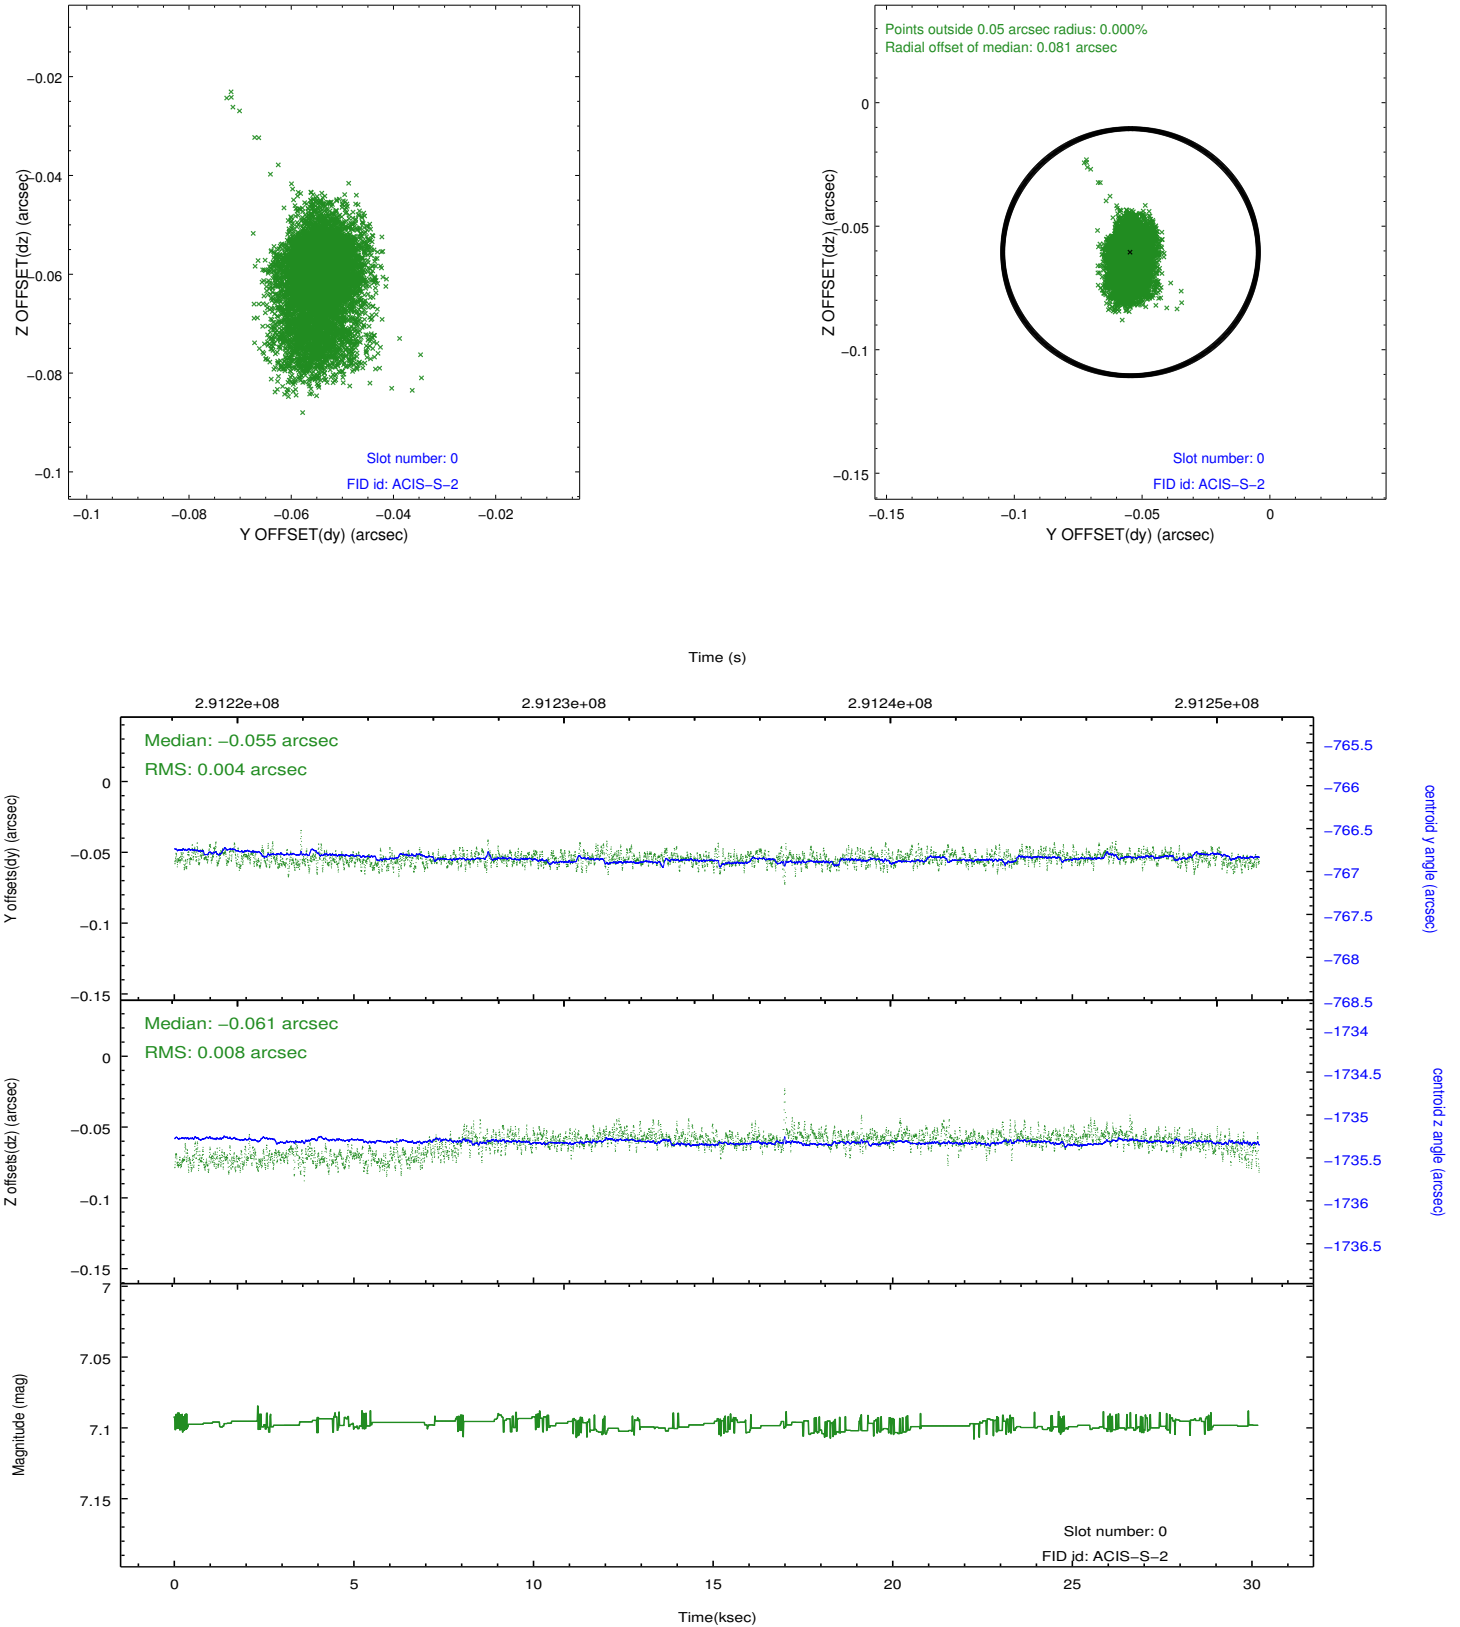 −0.02
−0.04
−0.06
−0.08
−0.1
Z OFFSET(dz) (arcsec)
−0.1
−0.08
−0.06
−0.04
−0.02
Y OFFSET(dy) (arcsec)
Slot number: 0
FID id: ACIS−S−2
Points outside 0.05 arcsec radius: 0.000%
Radial offset of median: 0.081 arcsec
0
−0.05
−0.1
−0.15
Z OFFSET(dz) (arcsec)
−0.15
−0.1
−0.05
0
Y OFFSET(dy) (arcsec)
Slot number: 0
FID id: ACIS−S−2
Time (s)
2.9122e+08
2.9123e+08
2.9124e+08
2.9125e+08
Median: −0.055 arcsec
RMS: 0.004 arcsec
0
−0.05
−0.1
−0.15
Y offsets(dy) (arcsec)
−765.5
−766
−766.5
−767
−767.5
−768
−768.5
centroid y angle (arcsec)
Median: −0.061 arcsec
RMS: 0.008 arcsec
0
−0.05
−0.1
−0.15
Z offsets(dz) (arcsec)
−1734
−1734.5
−1735
−1735.5
−1736
−1736.5
centroid z angle (arcsec)
7
7.05
7.1
7.15
Magnitude (mag)
Slot number: 0
FID id: ACIS−S−2
0
5
10
15
20
25
30
Time(ksec)